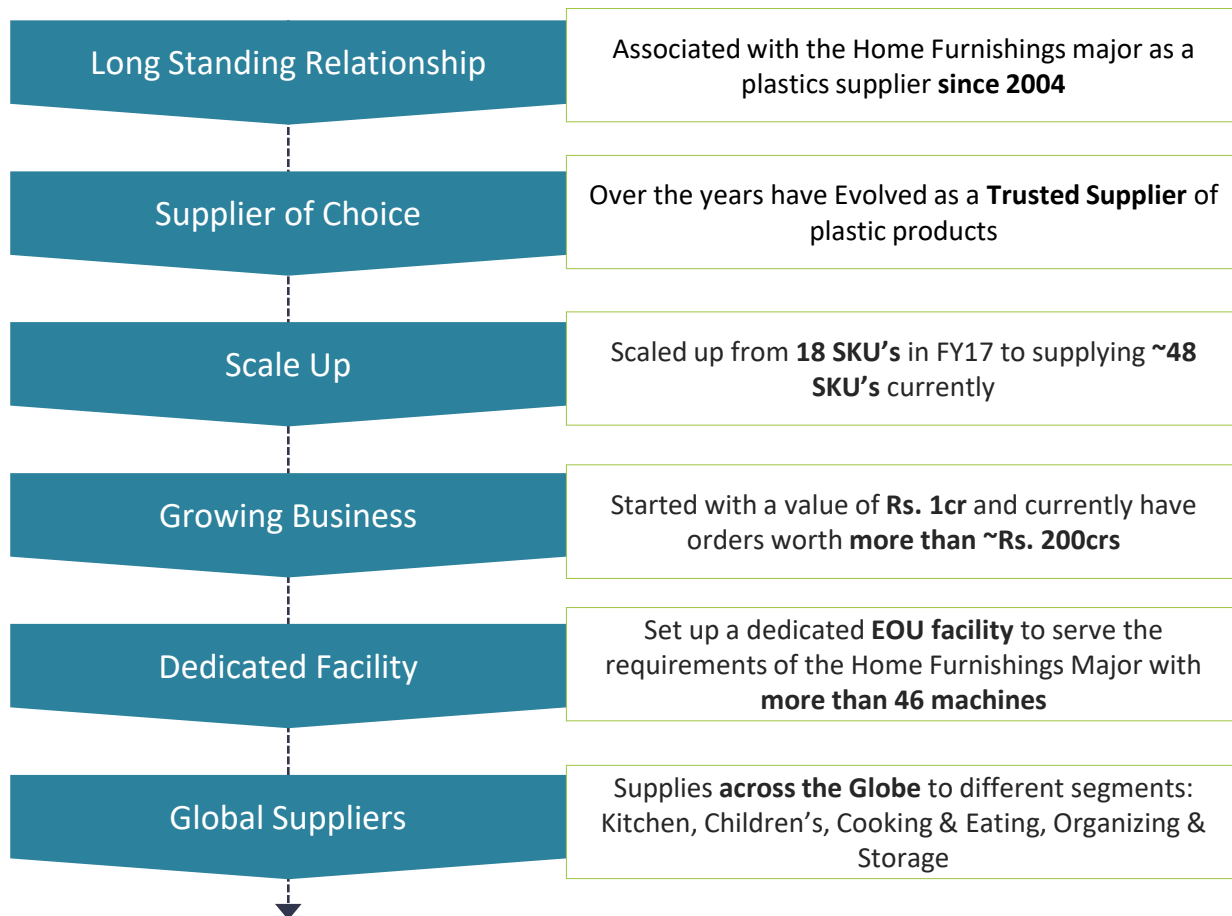 Long Standing Relationship
Associated with the Home Furnishings major as a
plastics supplier since 2004
Supplier of Choice
Over the years have Evolved as a Trusted Supplier of
plastic products
Scale Up
Scaled up from 18 SKU’s in FY17 to supplying ~48
SKU’s currently
Growing Business
Started with a value of Rs. 1cr and currently have
orders worth more than ~Rs. 200crs
Dedicated Facility
Set up a dedicated EOU facility to serve the
requirements of the Home Furnishings Major with
more than 46 machines
Global Suppliers
Supplies across the Globe to different segments:
Kitchen, Children’s, Cooking & Eating, Organizing &
Storage